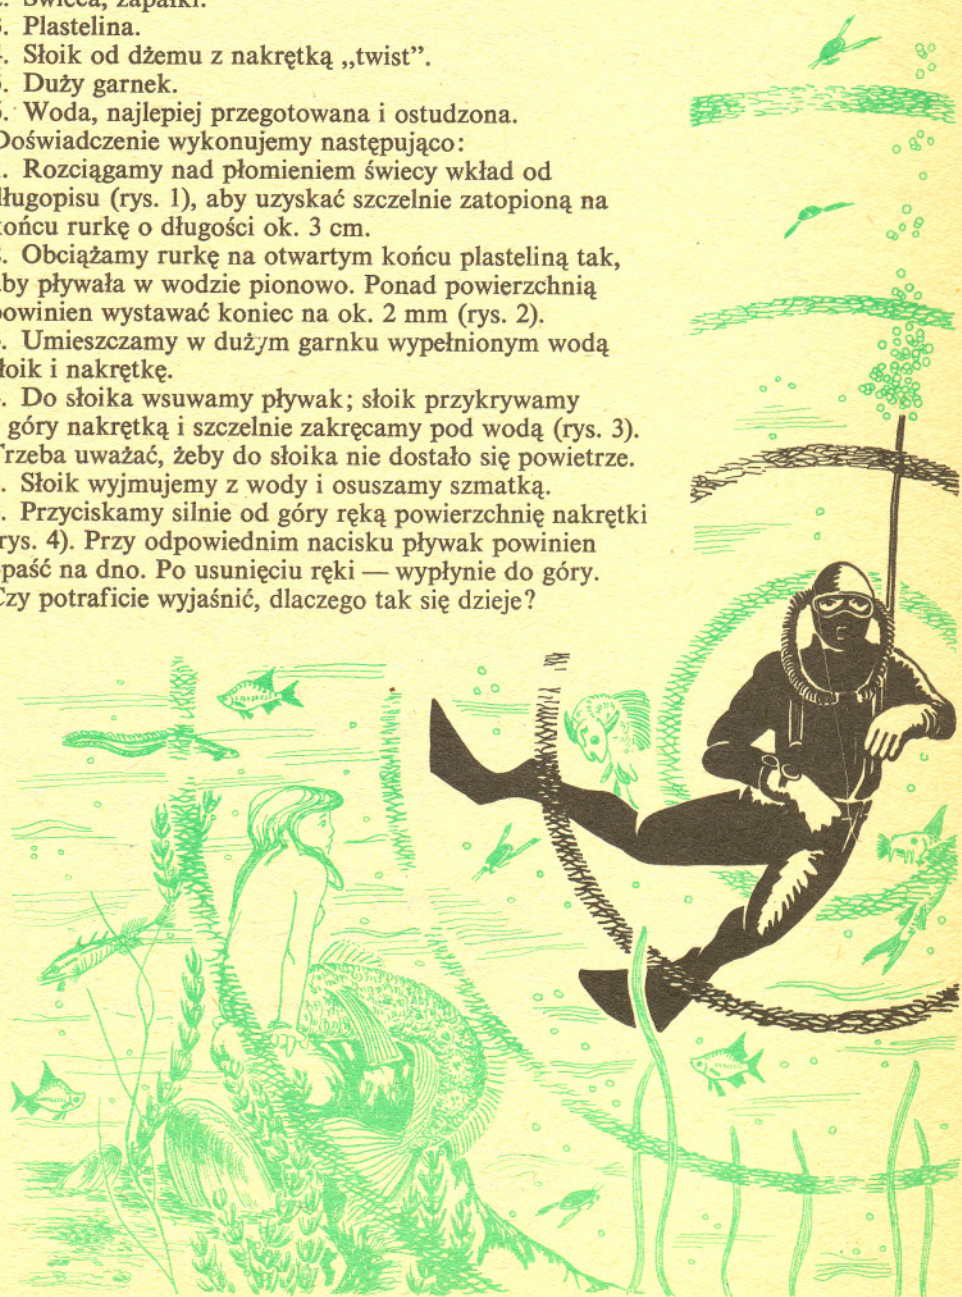 . Świeca, zapałki.
. Plastelina.
. Słoik od dżemu z nakrętką „twist”.
. Duży garnek.
. Woda, najlepiej przegotowana i ostudzona.
Doświadczenie wykonujemy następująco:
. Rozciągamy nad płomieniem świecy wkład od
długopisu (rys. 1), aby uzyskać szczelnie zatopioną na
końcu rurkę o długości ok. 3 cm.
. Obciążamy rurkę na otwartym końcu plasteliną tak,
aby pływała w wodzie pionowo. Ponad powierzchnią
powinien wystawać koniec na ok. 2 mm (rys. 2).
. Umieszczamy w dużym garnku wypełnionym wodą
słoik i nakrętkę.
. Do słoika wsuwamy pływak; słoik przykrywamy
góry nakrętką i szczelnie zakręcamy pod wodą (rys. 3).
Trzeba uważać, żeby do słoika nie dostało się powietrze.
. Słoik wyjmujemy z wody i osuszamy szmatką.
. Przyciskamy silnie od góry ręką powierzchnię nakrętki
rys. 4). Przy odpowiednim nacisku pływak powinien
opaść na dno. Po usunięciu ręki — wypłynie do góry.
Czy potraficie wyjaśnić, dlaczego tak się dzieje?